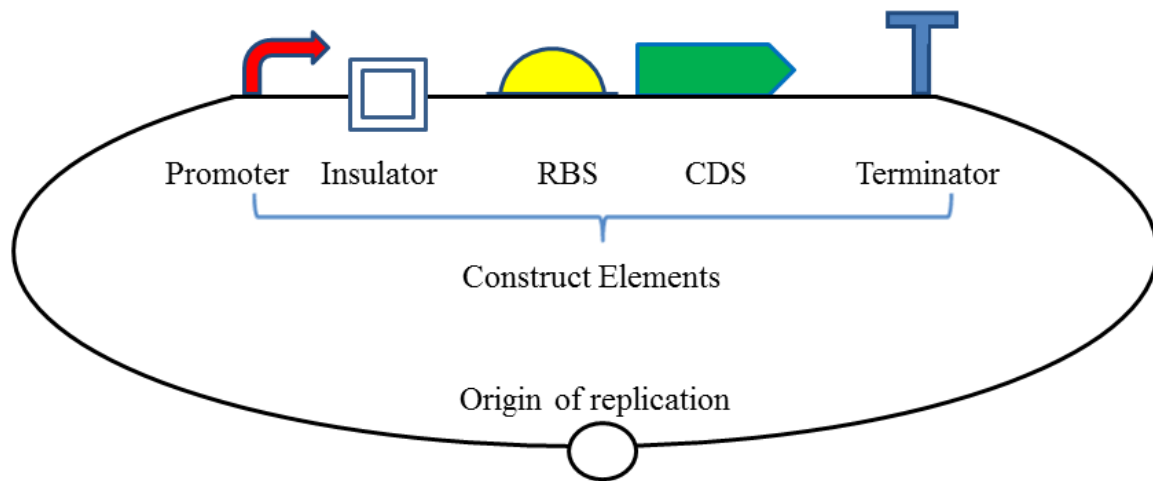 Promoter Insulator RBS CDS Terminator
Construct Elements
Origin of replication